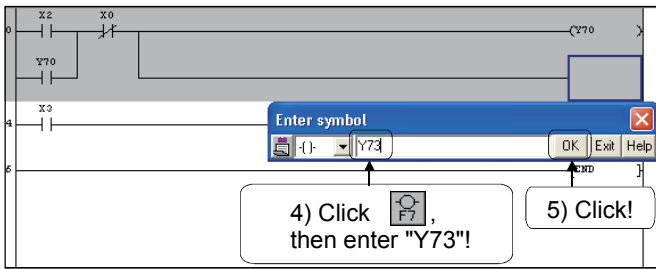 X2 X0
0 (Y70 )
Y70
X3
4
Enter symbol
-( )- Y73 OK Exit Help
6 [END ]
4) Click F7 ,
then enter "Y73"!
5) Click!